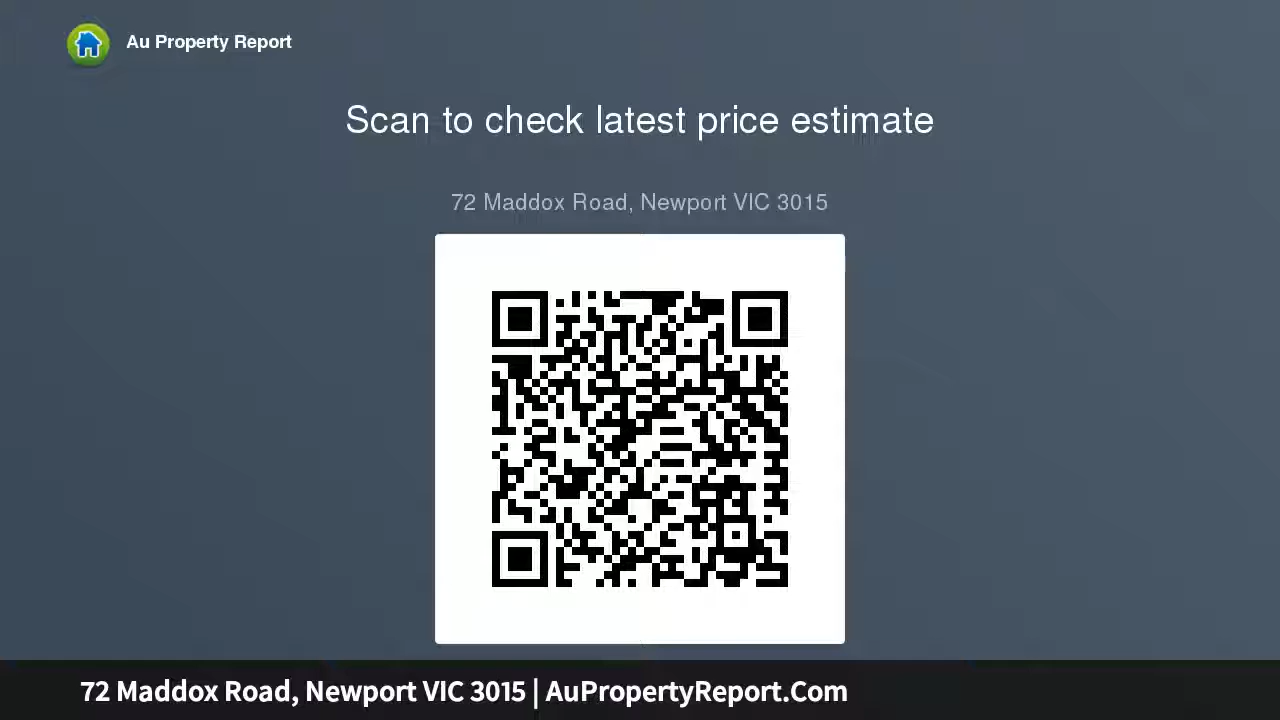 Au Property Report
Scan to check latest price estimate
72 Maddox Road, Newport VIC 3015
72 Maddox Road, Newport VIC 3015 | AuPropertyReport.Com